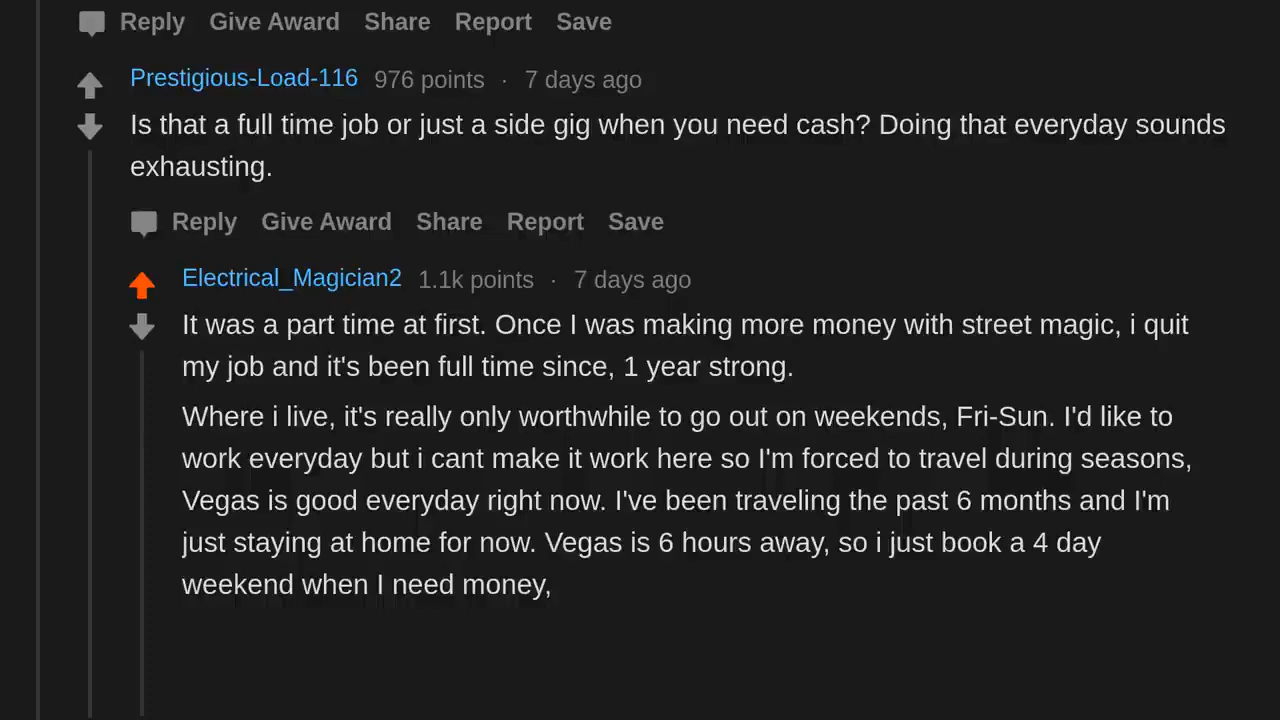 Reply Give Award Share Report Save
Prestigious-Load-116 976 points · 7 days ago
Is that a full time job or just a side gig when you need cash? Doing that everyday sounds
exhausting.
Reply Give Award Share Report Save
Electrical_Magician2 1.1k points · 7 days ago
It was a part time at first. Once I was making more money with street magic, i quit
my job and it's been full time since, 1 year strong.
Where i live, it's really only worthwhile to go out on weekends, Fri-Sun. I'd like to
work everyday but i cant make it work here so I'm forced to travel during seasons,
Vegas is good everyday right now. I've been traveling the past 6 months and I'm
just staying at home for now. Vegas is 6 hours away, so i just book a 4 day
weekend when I need money,